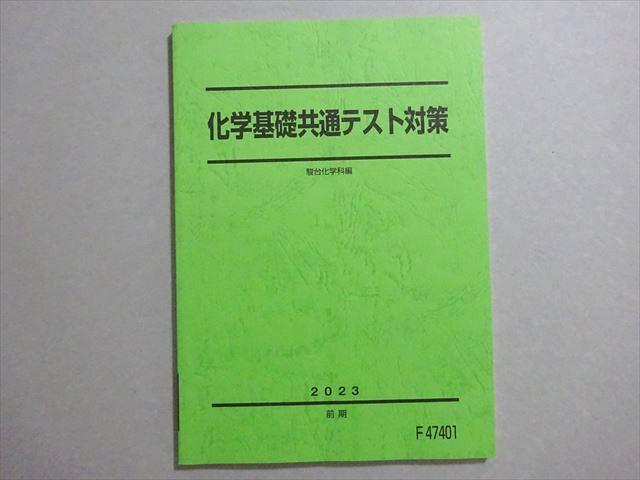 化学基礎共通テスト対策
駿台化学科編
2023
前期
F47401